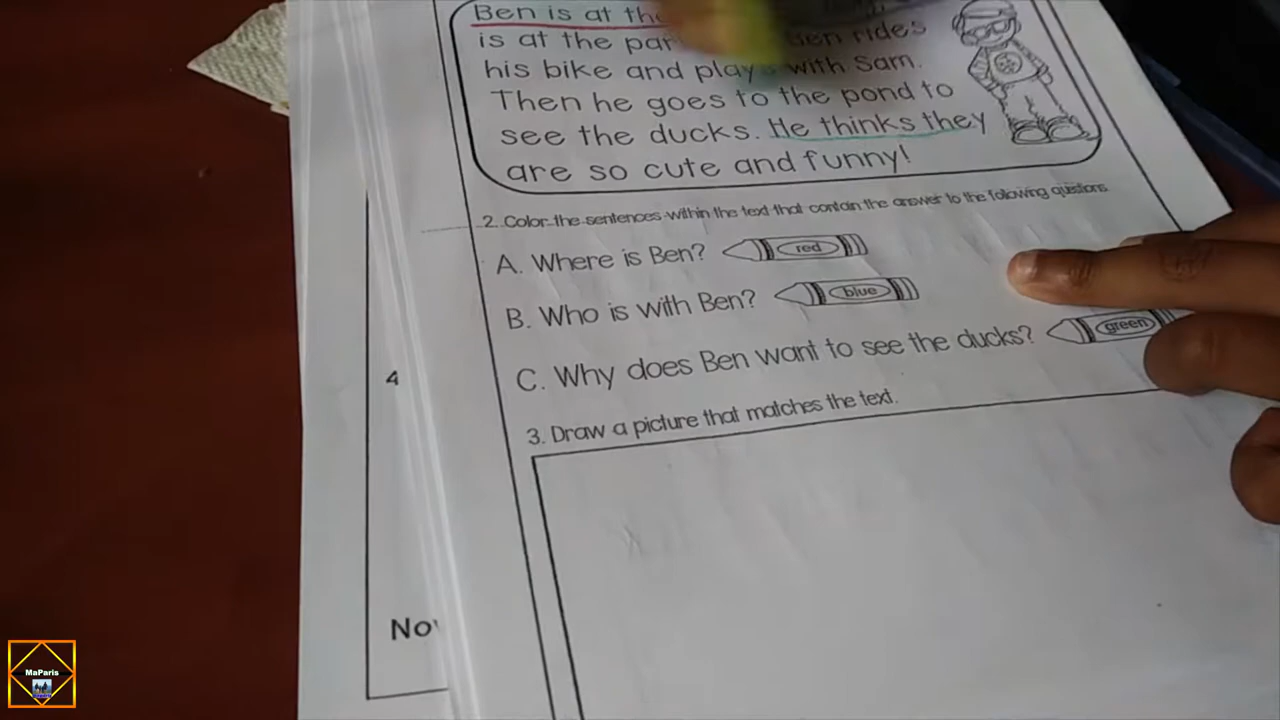 Ben is at the
is at the par Ben rides
his bike and plays with Sam.
Then he goes to the pond to
see the ducks. He thinks they
are so cute and funny!
2. Color the sentences within the text that contain the answer to the following questions.
A. Where is Ben? red
B. Who is with Ben? blue
C. Why does Ben want to see the ducks? green
3. Draw a picture that matches the text.
4
No
MaParis